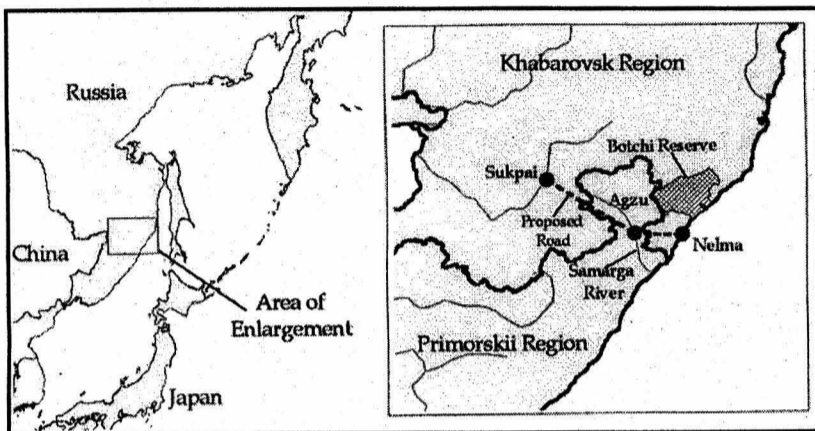 Russia
China
Area of
Enlargement
Japan
Khabarovsk Region
Botchi Reserve
Sukpai
Agzu
Proposed
Road
Nelma
Samarga
River
Primorskii Region